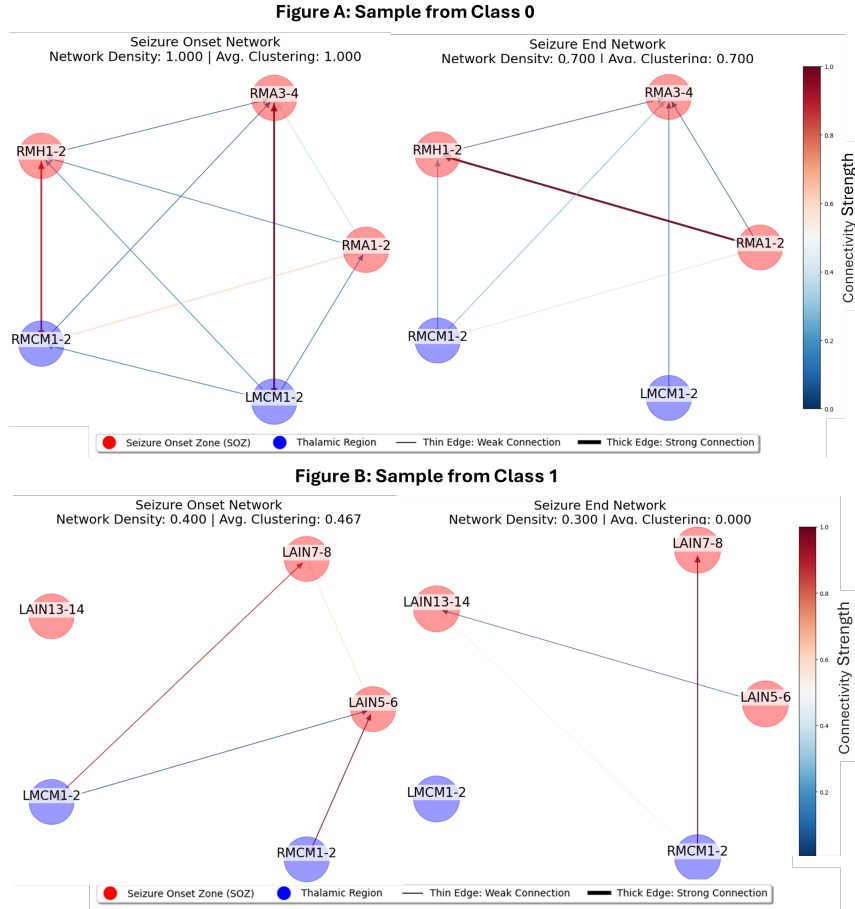 Figure A: Sample from Class 0
Seizure Onset Network
Network Density: 1.000 | Avg. Clustering: 1.000
RMA3-4
RMH1-2
RMA1-2
RMCM1-2
LMCM1-2
Seizure End Network
Network Density: 0.700 | Avg. Clustering: 0.700
RMA3-4
RMH1-2
RMA1-2
RMCM1-2
LMCM1-2
1.0
0.8
0.6
0.4
0.2
0.0
Connectivity Strength
Seizure Onset Zone (SOZ) Thalamic Region Thin Edge: Weak Connection Thick Edge: Strong Connection
Figure B: Sample from Class 1
Seizure Onset Network
Network Density: 0.400 | Avg. Clustering: 0.467
LAIN7-8
LAIN13-14
LAIN5-6
LMCM1-2
RMCM1-2
Seizure End Network
Network Density: 0.300 | Avg. Clustering: 0.000
LAIN7-8
LAIN13-14
LAIN5-6
LMCM1-2
RMCM1-2
1.0
0.8
0.6
0.4
0.2
Connectivity Strength
Seizure Onset Zone (SOZ) Thalamic Region Thin Edge: Weak Connection Thick Edge: Strong Connection